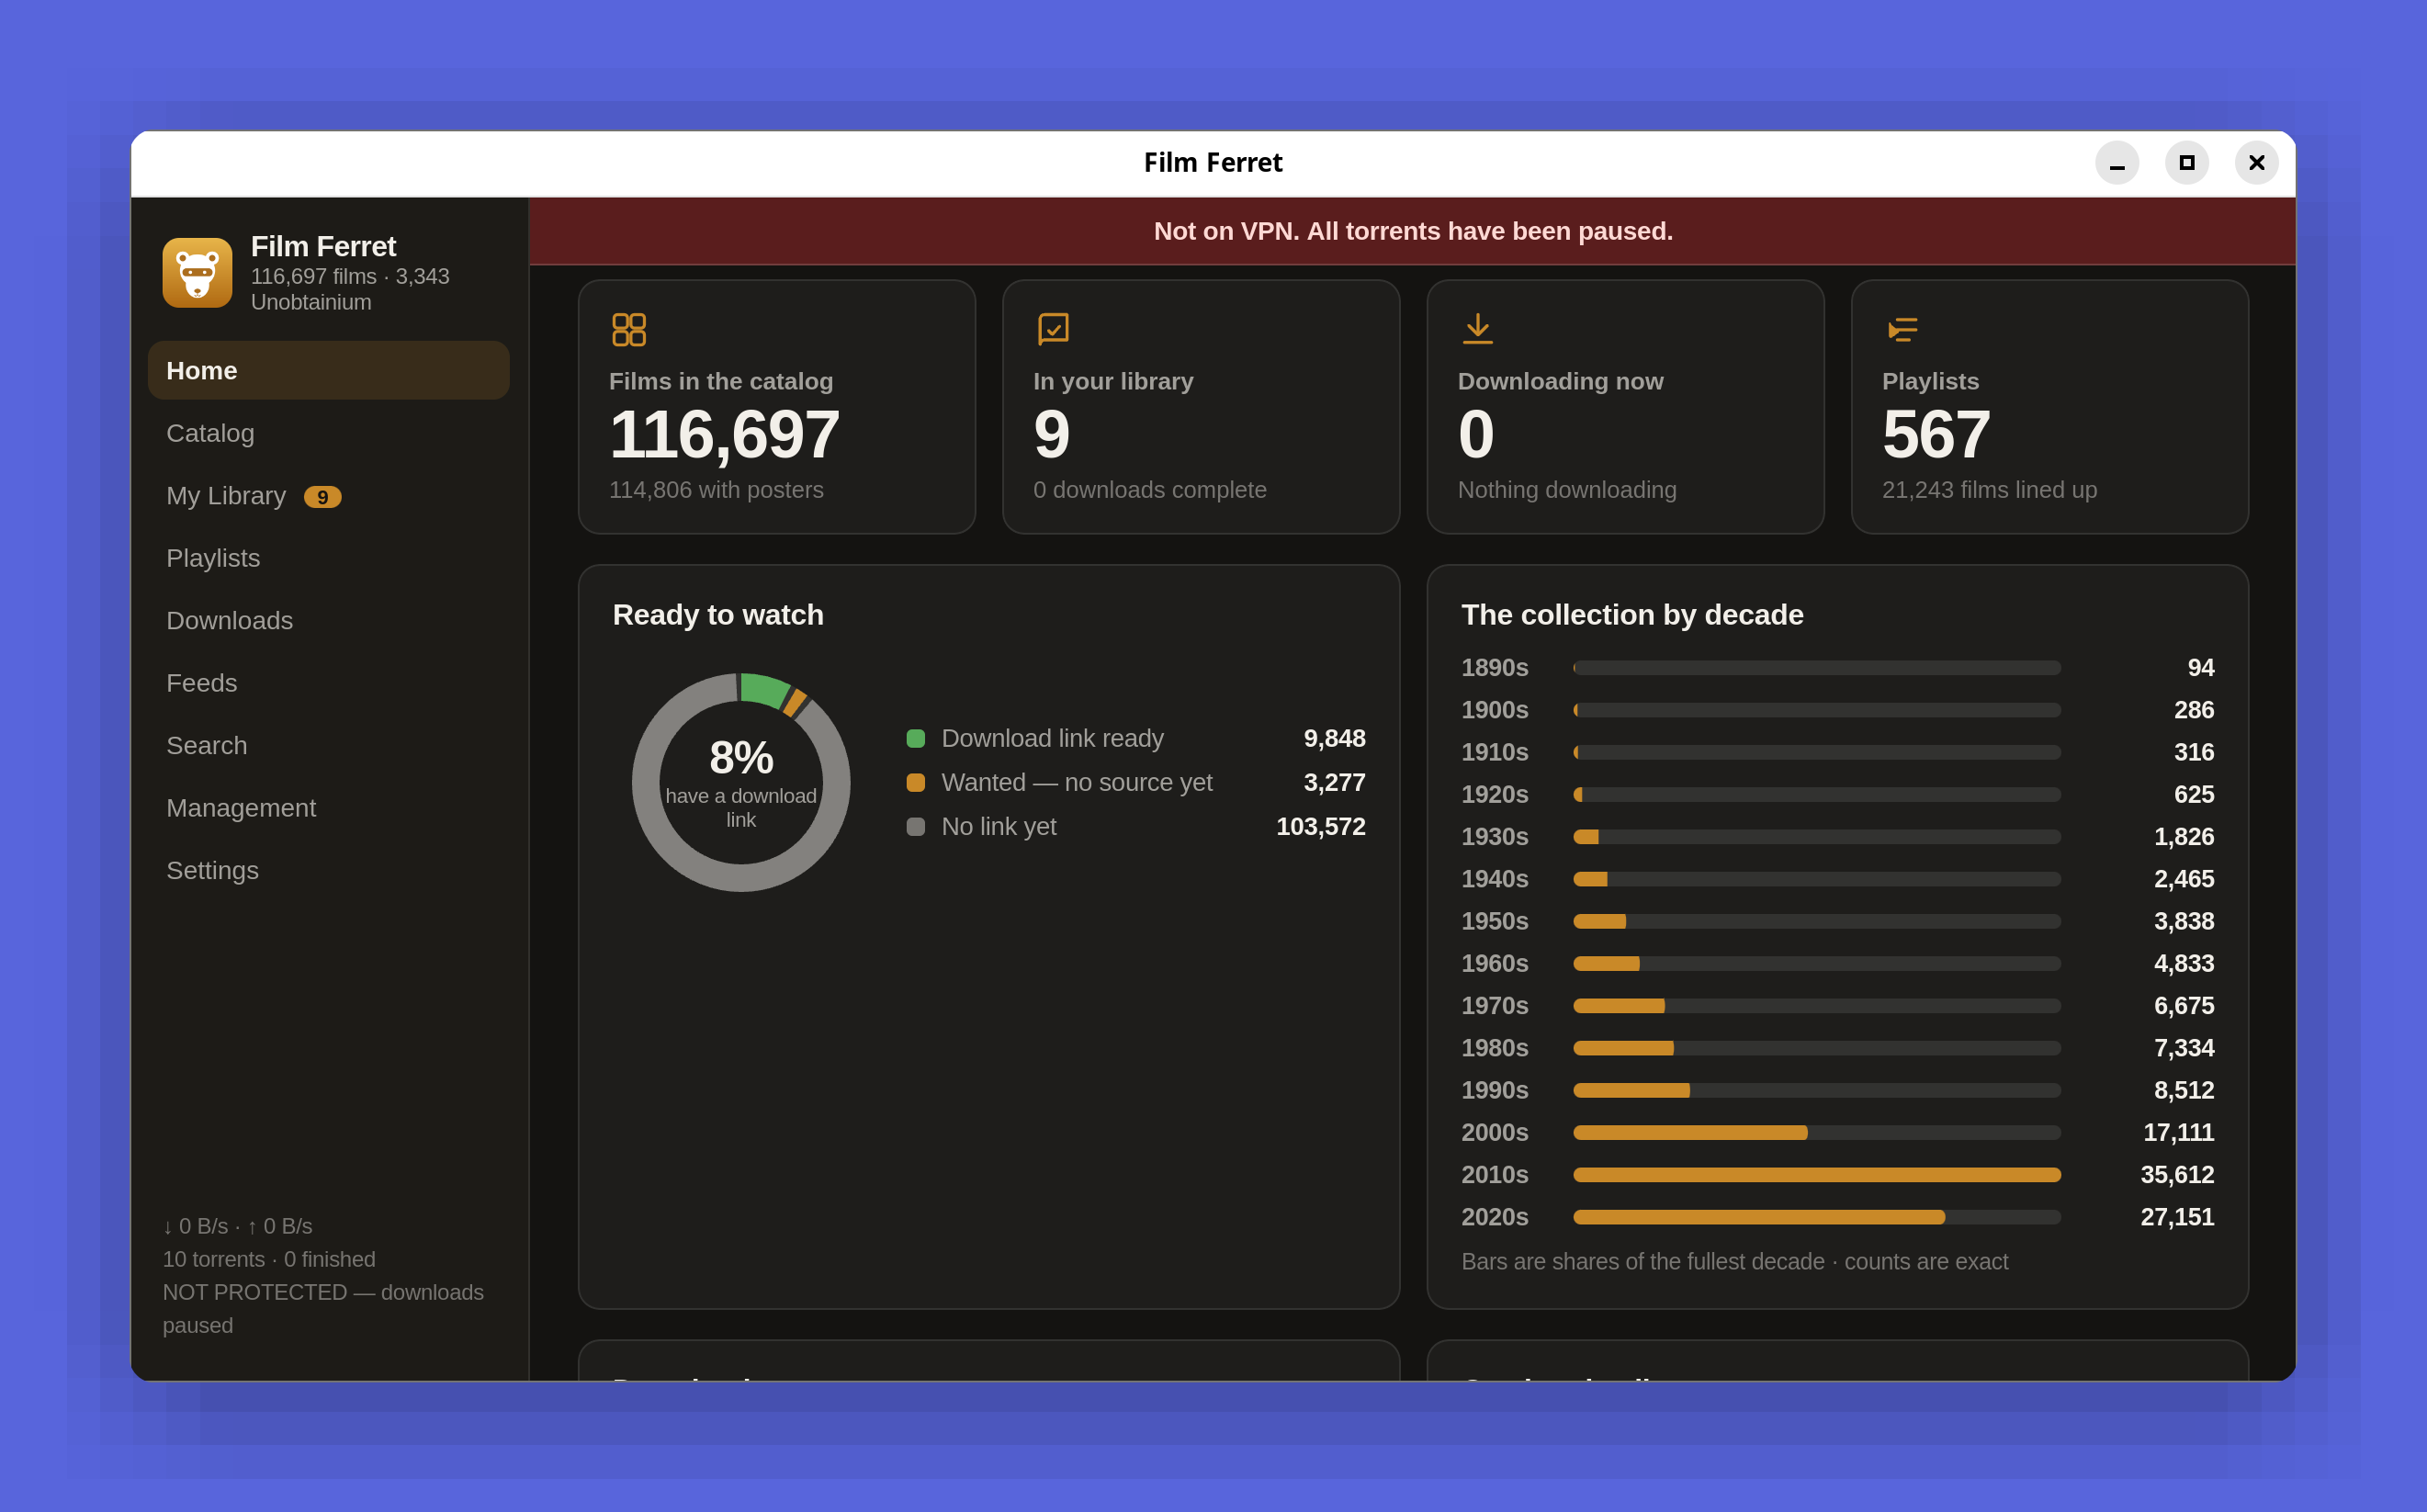 Film Ferret
Film Ferret
116,697 films · 3,343
Unobtainium
Home
Catalog
My Library 9
Playlists
Downloads
Feeds
Search
Management
Settings
↓ 0 B/s · ↑ 0 B/s
10 torrents · 0 finished
NOT PROTECTED — downloads
paused
Not on VPN. All torrents have been paused.
Films in the catalog
116,697
114,806 with posters
In your library
9
0 downloads complete
Downloading now
0
Nothing downloading
Playlists
567
21,243 films lined up
Ready to watch
8%
have a download
link
Download link ready 9,848
Wanted — no source yet 3,277
No link yet 103,572
The collection by decade
1890s 94
1900s 286
1910s 316
1920s 625
1930s 1,826
1940s 2,465
1950s 3,838
1960s 4,833
1970s 6,675
1980s 7,334
1990s 8,512
2000s 17,111
2010s 35,612
2020s 27,151
Bars are shares of the fullest decade · counts are exact